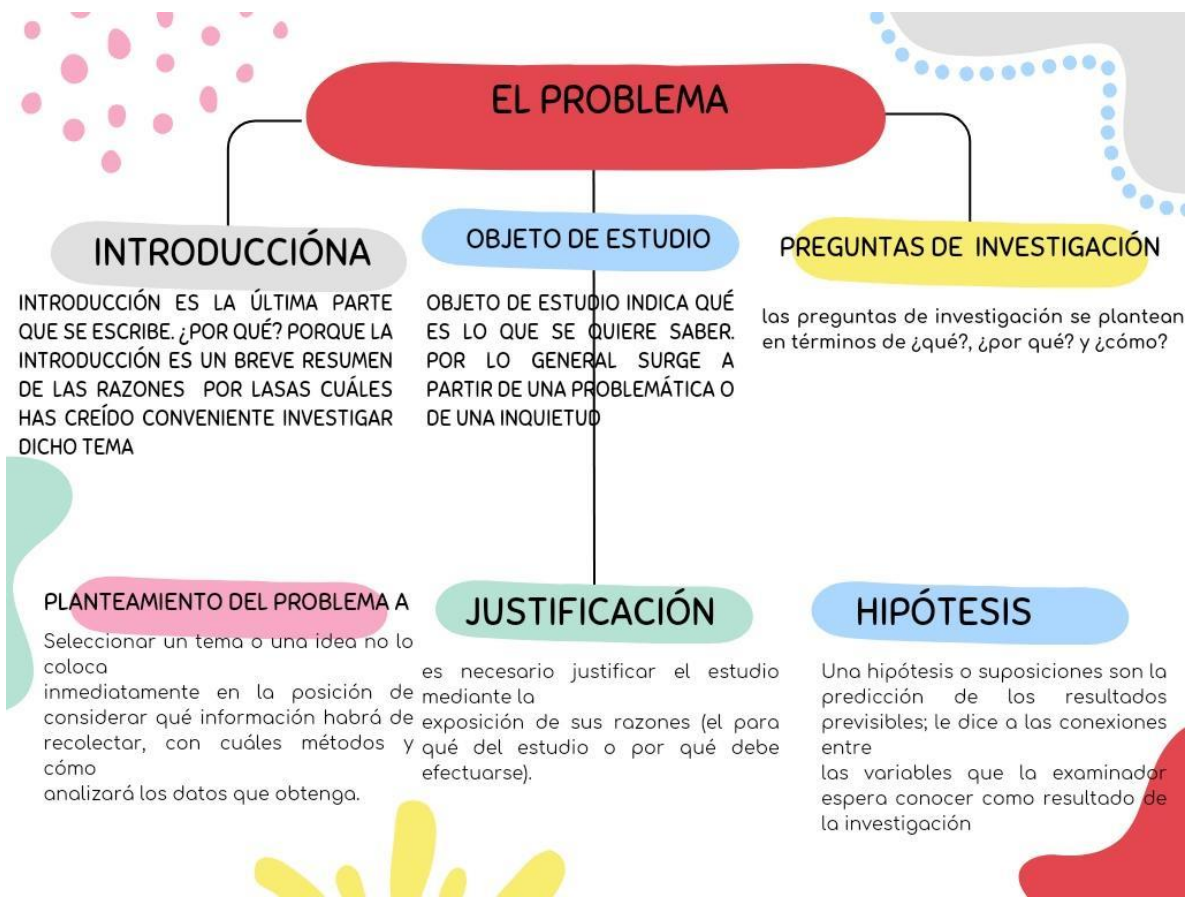 EL PROBLEMA
INTRODUCCIÓNA
INTRODUCCIÓN ES LA ÚLTIMA PARTE
QUE SE ESCRIBE. ¿POR QUÉ? PORQUE LA
INTRODUCCIÓN ES UN BREVE RESUMEN
DE LAS RAZONES POR LASAS CUÁLES
HAS CREÍDO CONVENIENTE INVESTIGAR
DICHO TEMA
OBJETO DE ESTUDIO
OBJETO DE ESTUDIO INDICA QUÉ
ES LO QUE SE QUIERE SABER.
POR LO GENERAL SURGE A
PARTIR DE UNA PROBLEMÁTICA O
DE UNA INQUIETUD
PREGUNTAS DE INVESTIGACIÓN
las preguntas de investigación se plantean
en términos de ¿qué?, ¿por qué? y ¿cómo?
PLANTEAMIENTO DEL PROBLEMA A
Seleccionar un tema o una idea no lo
coloca
inmediatamente en la posición de
considerar qué información habrá de
recolectar, con cuáles métodos y
cómo
analizará los datos que obtenga.
JUSTIFICACIÓN
es necesario justificar el estudio
mediante la
exposición de sus razones (el para
qué del estudio o por qué debe
efectuarse).
HIPÓTESIS
Una hipótesis o suposiciones son la
predicción de los resultados
previsibles; le dice a las conexiones
entre
las variables que la examinador
espera conocer como resultado de
la investigación